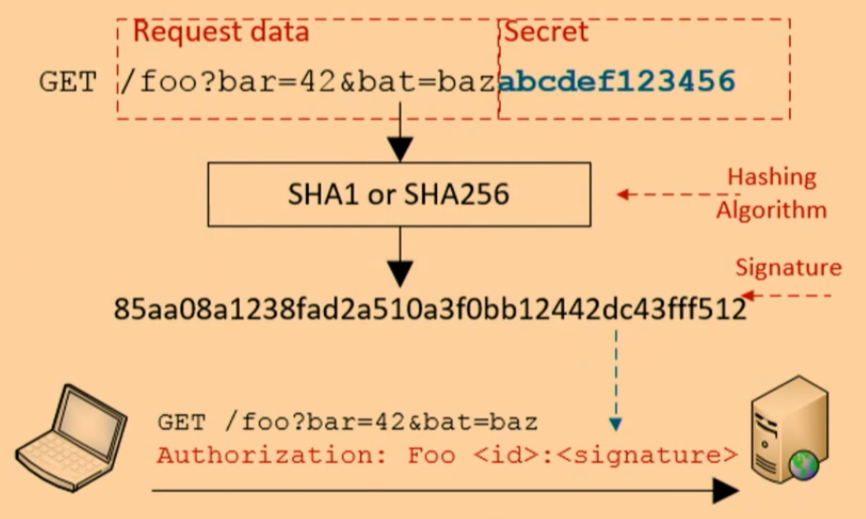 Request data Secret
GET /foo?bar=42&bat=bazabcdef123456
SHA1 or SHA256
Hashing
Algorithm
Signature
85aa08a1238fad2a510a3f0bb12442dc43fff512
GET /foo?bar=42&bat=baz
Authorization: Foo <id>:<signature>